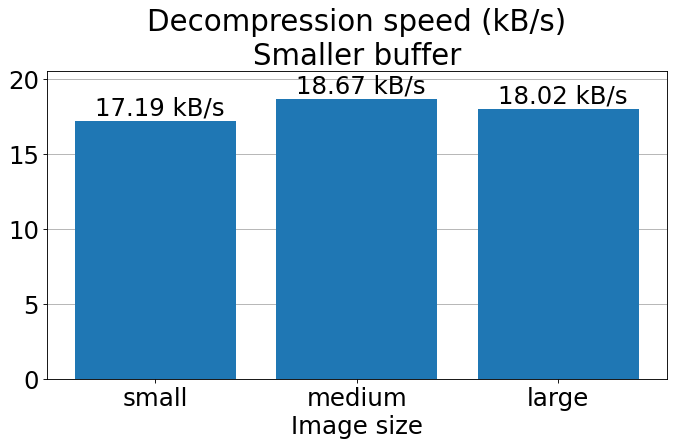 Decompression speed (kB/s)
Smaller buffer
20
15
10
5
0
17.19 kB/s
18.67 kB/s
18.02 kB/s
small
medium
large
Image size